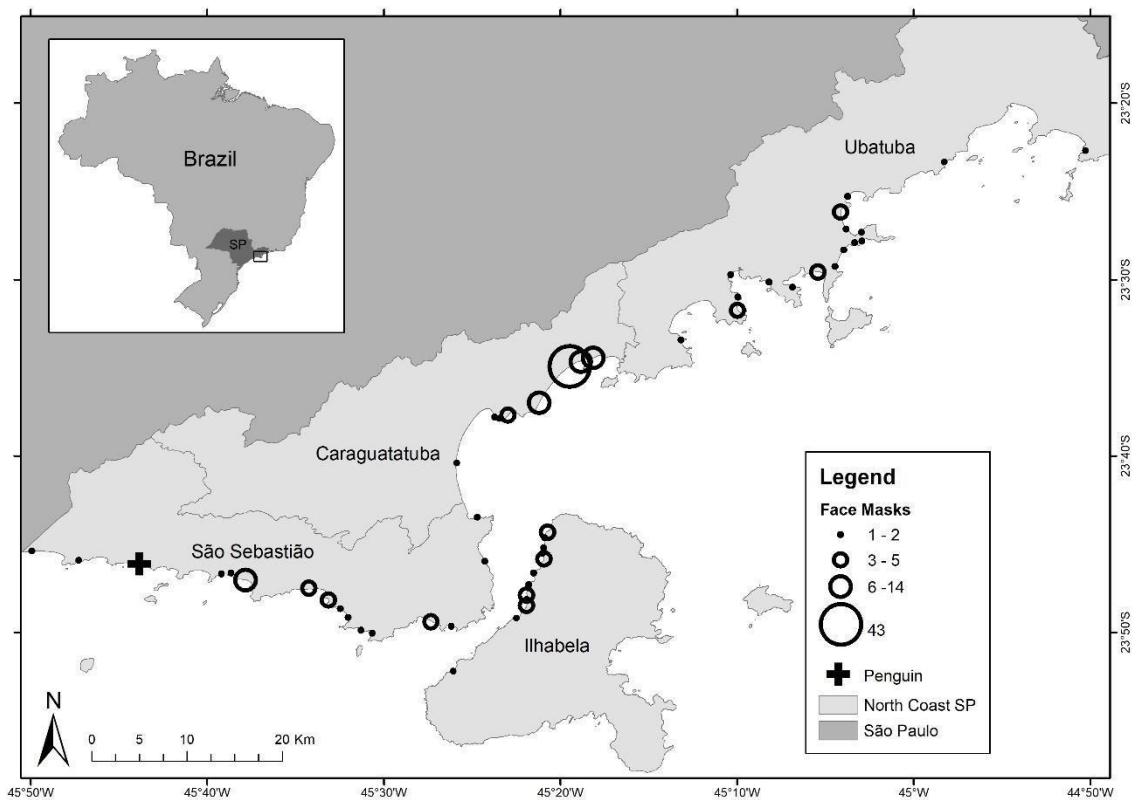 Brazil
SP
Ubatuba
Caraguatatuba
São Sebastião
Ilhabela
23°20'S
23°30'S
23°40'S
23°50'S
Legend
Face Masks
1 - 2
3 - 5
6 -14
43
Penguin
North Coast SP
São Paulo
N
0 5 10 20 Km
45°50'W 45°40'W 45°30'W 45°20'W 45°10'W 45°W 44°50'W